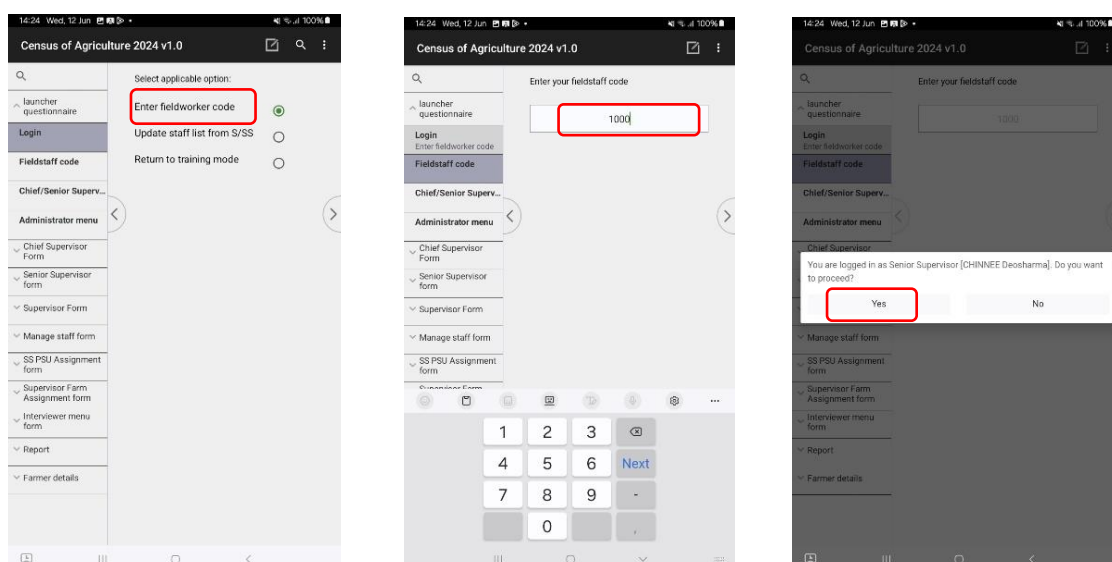 14:24 Wed, 12 Jun
100%
Census of Agriculture 2024 v1.0
launcher
questionnaire
Login
Fieldstaff code
Chief/Senior Superv...
Administrator menu
Chief Supervisor
Form
Senior Supervisor
form
Supervisor Form
Manage staff form
SS PSU Assignment
form
Supervisor Farm
Assignment form
Interviewer menu
form
Report
Farmer details
Select applicable option:
Enter fieldworker code
Update staff list from S/SS
Return to training mode
14:24 Wed, 12 Jun
100%
Census of Agriculture 2024 v1.0
launcher
questionnaire
Login
Enter fieldworker code
Fieldstaff code
Chief/Senior Superv...
Administrator menu
Chief Supervisor
Form
Senior Supervisor
form
Supervisor Form
Manage staff form
SS PSU Assignment
form
Supervisor Farm
Enter your fieldstaff code
1000
1 2 3
4 5 6 Next
7 8 9 -
0 ,
14:24 Wed, 12 Jun
100%
Census of Agriculture 2024 v1.0
launcher
questionnaire
Login
Enter fieldworker code
Fieldstaff code
Chief/Senior Superv...
Administrator menu
Chief Supervisor
Enter your fieldstaff code
1000
You are logged in as Senior Supervisor [CHINNEE Deosharma]. Do you want
to proceed?
Yes No
Manage staff form
SS PSU Assignment
form
Supervisor Farm
Assignment form
Interviewer menu
form
Report
Farmer details